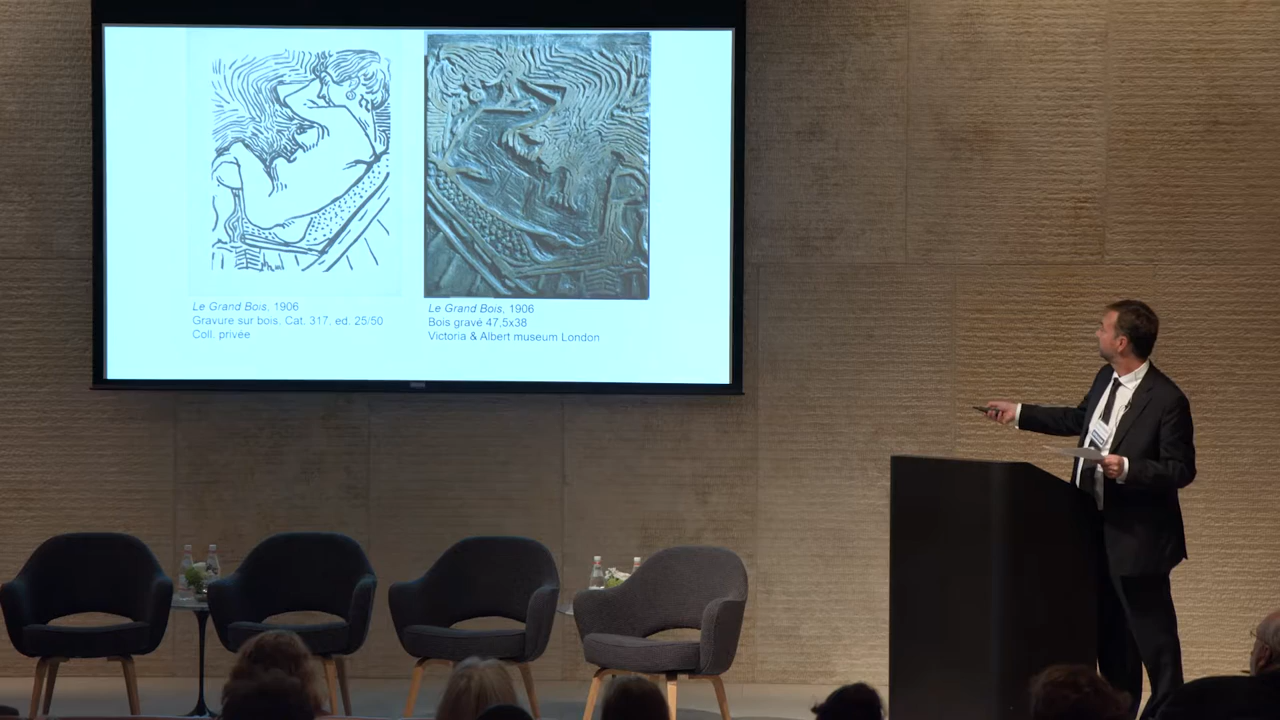 Le Grand Bois, 1906
Gravure sur bois, Cat. 317, ed. 25/50
Coll. privée
Le Grand Bois, 1906
Bois gravé 47,5x38
Victoria & Albert museum London